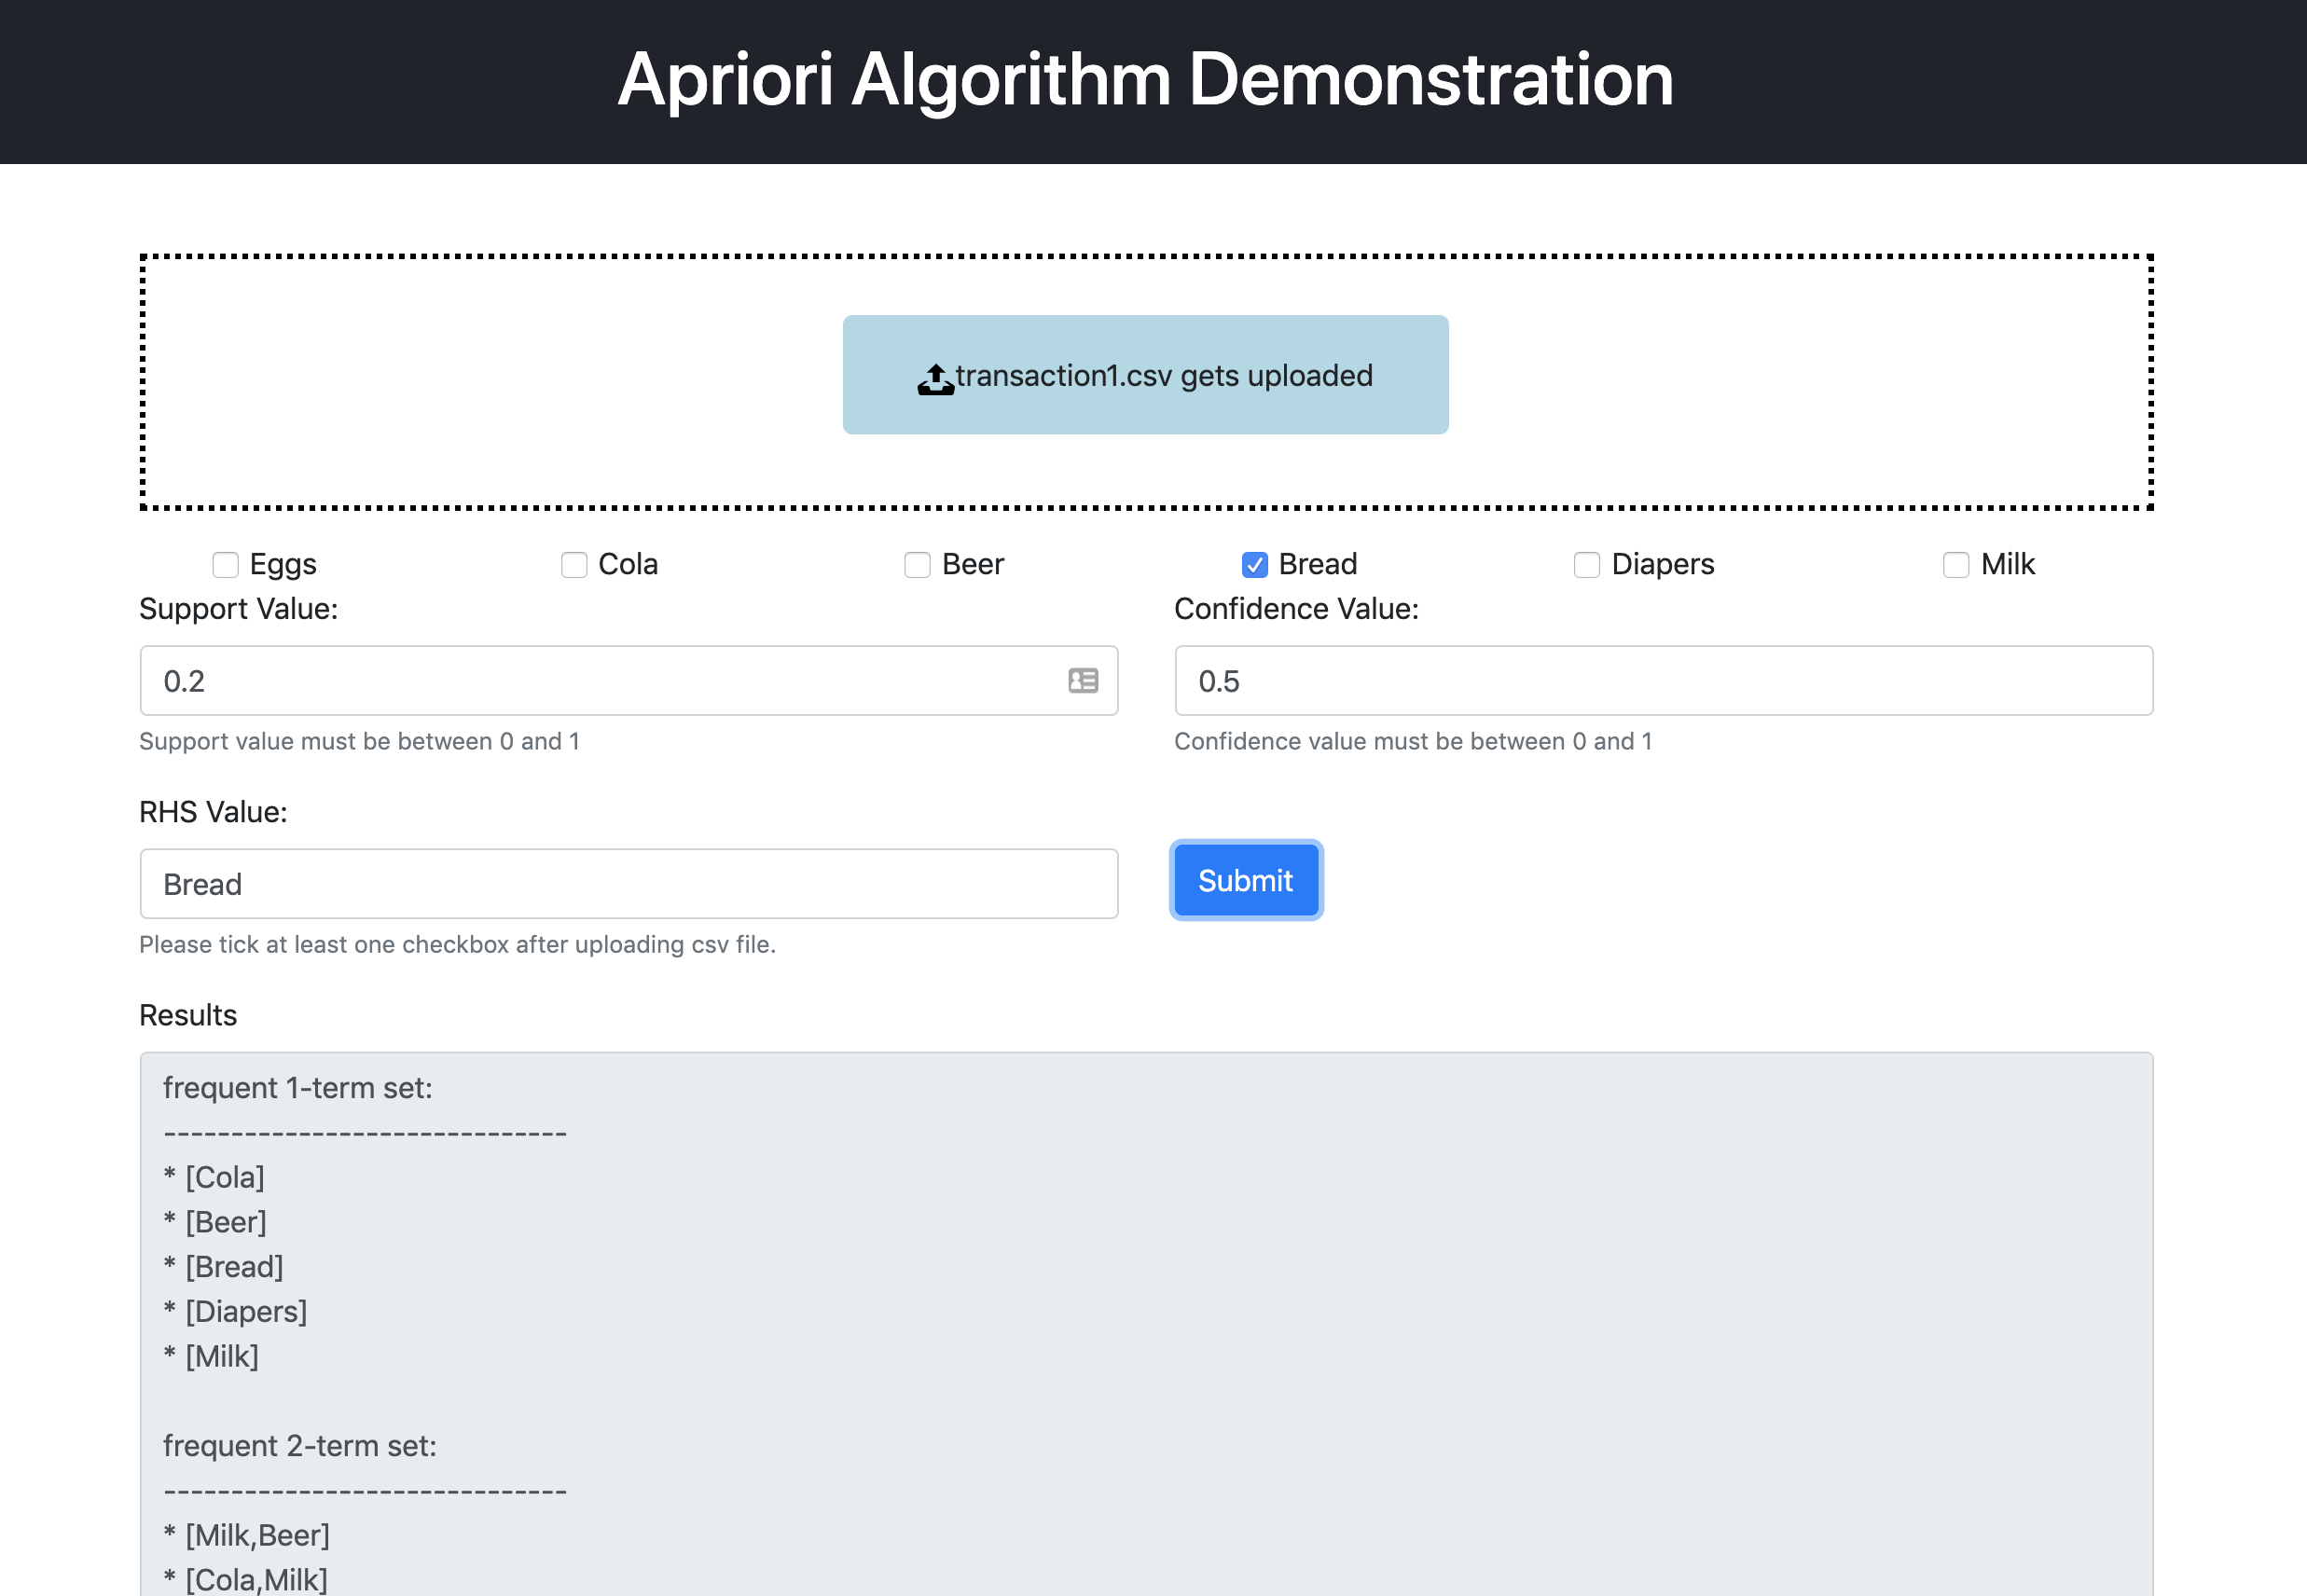 Apriori Algorithm Demonstration
transaction1.csv gets uploaded
Eggs Cola Beer Bread Diapers Milk
Support Value: Confidence Value:
0.2 0.5
Support value must be between 0 and 1 Confidence value must be between 0 and 1
RHS Value:
Bread Submit
Please tick at least one checkbox after uploading csv file.
Results
frequent 1-term set:
------------------------------
* [Cola]
* [Beer]
* [Bread]
* [Diapers]
* [Milk]
frequent 2-term set:
------------------------------
* [Milk,Beer]
* [Cola,Milk]